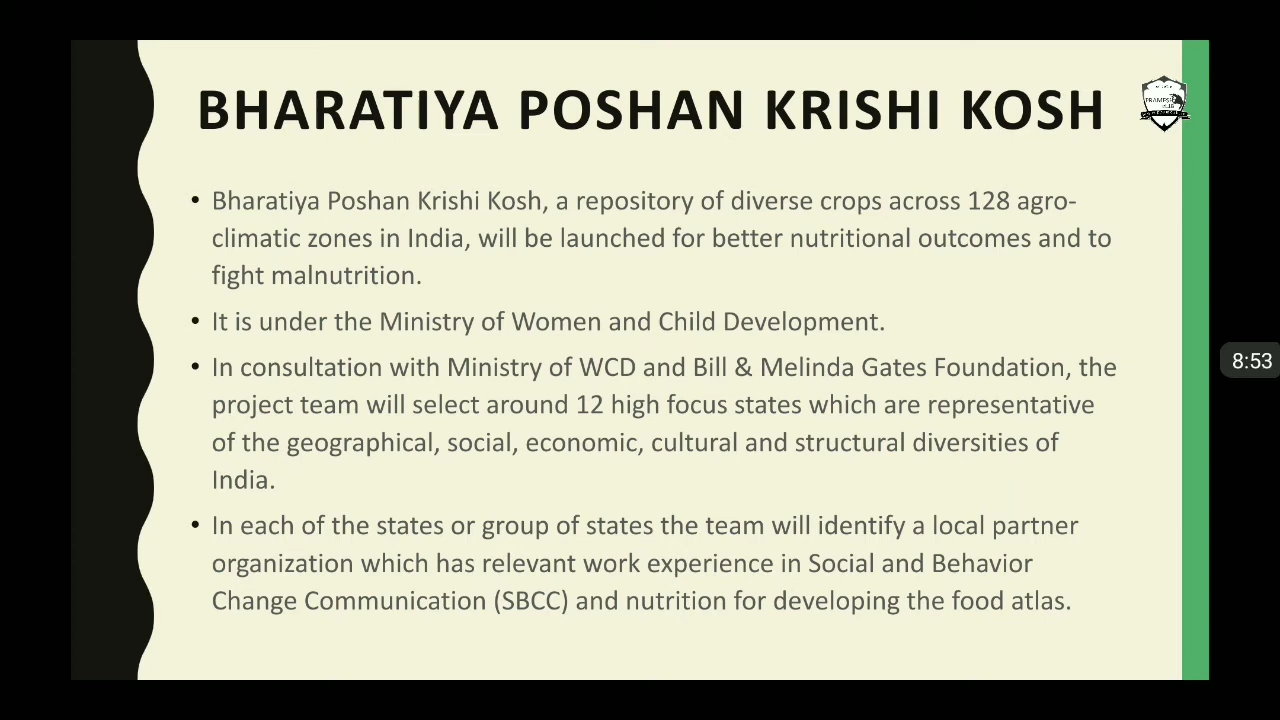 BHARATIYA POSHAN KRISHI KOSH
• Bharatiya Poshan Krishi Kosh, a repository of diverse crops across 128 agro-
climatic zones in India, will be launched for better nutritional outcomes and to
fight malnutrition.
• It is under the Ministry of Women and Child Development.
• In consultation with Ministry of WCD and Bill & Melinda Gates Foundation, the
project team will select around 12 high focus states which are representative
of the geographical, social, economic, cultural and structural diversities of
India.
8:53
• In each of the states or group of states the team will identify a local partner
organization which has relevant work experience in Social and Behavior
Change Communication (SBCC) and nutrition for developing the food atlas.